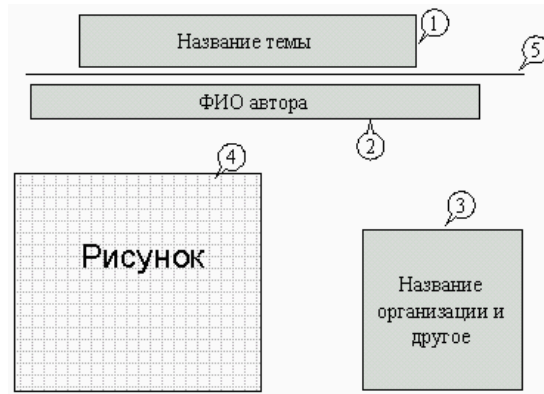 Название темы
1
5
ФИО автора
2
4
Рисунок
3
Название
организации и
другое